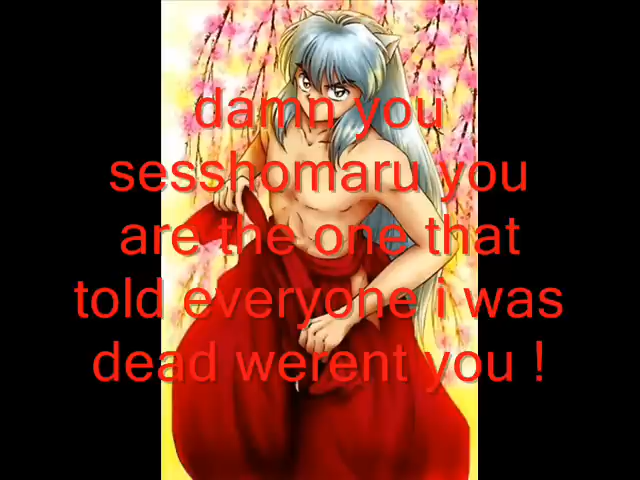 damn you
sesshomaru you
are the one that
told everyone i was
dead werent you !